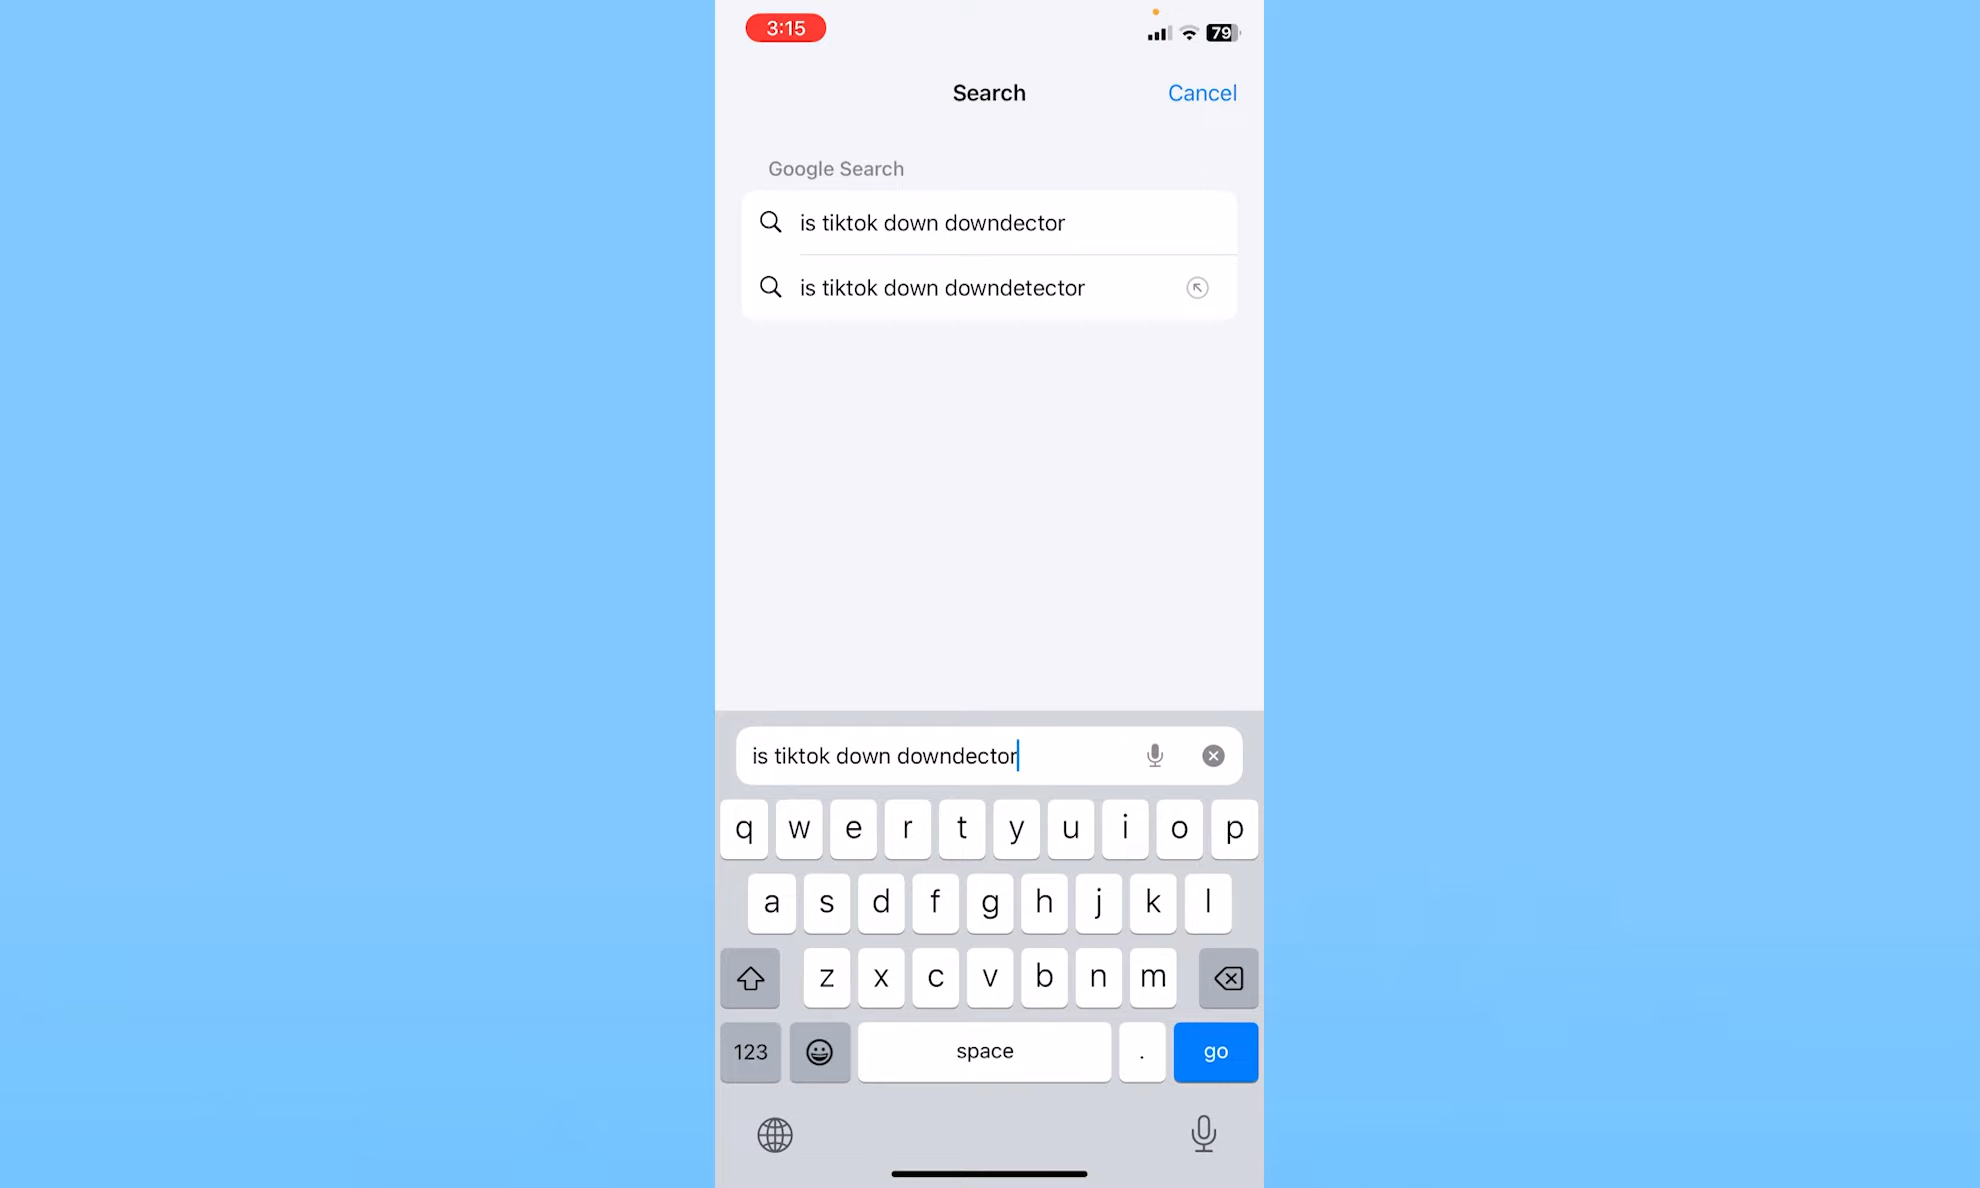 3:15
79
Search
Cancel
Google Search
is tiktok down downdector
is tiktok down downdetector
is tiktok down downdector
q w e r t y u i o p
a s d f g h j k l
z x c v b n m
123
space
.
go